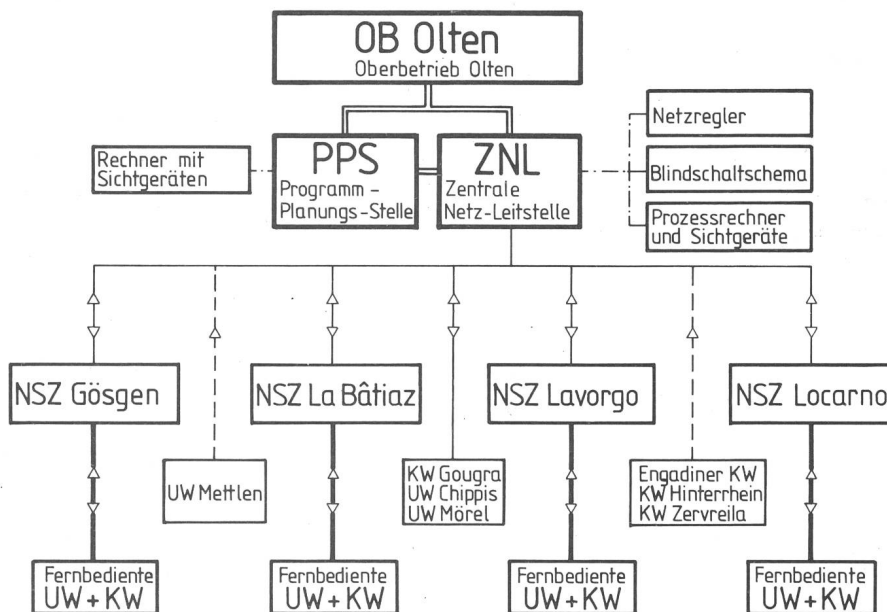 OB Olten
Oberbetrieb Olten
Rechner mit
Sichtgeräten
PPS
Programm-
Planungs-Stelle
ZNL
Zentrale
Netz-Leitstelle
Netzregler
Blindschaltschema
Prozessrechner
und Sichtgeräte
NSZ Gösgen
NSZ La Bâtiaz
NSZ Lavorgo
NSZ Locarno
UW Mettlen
KW Gougra
UW Chippis
UW Mörel
Engadiner KW
KW Hinterrhein
KW Zervreila
Fernbediente
UW + KW
Fernbediente
UW + KW
Fernbediente
UW + KW
Fernbediente
UW + KW